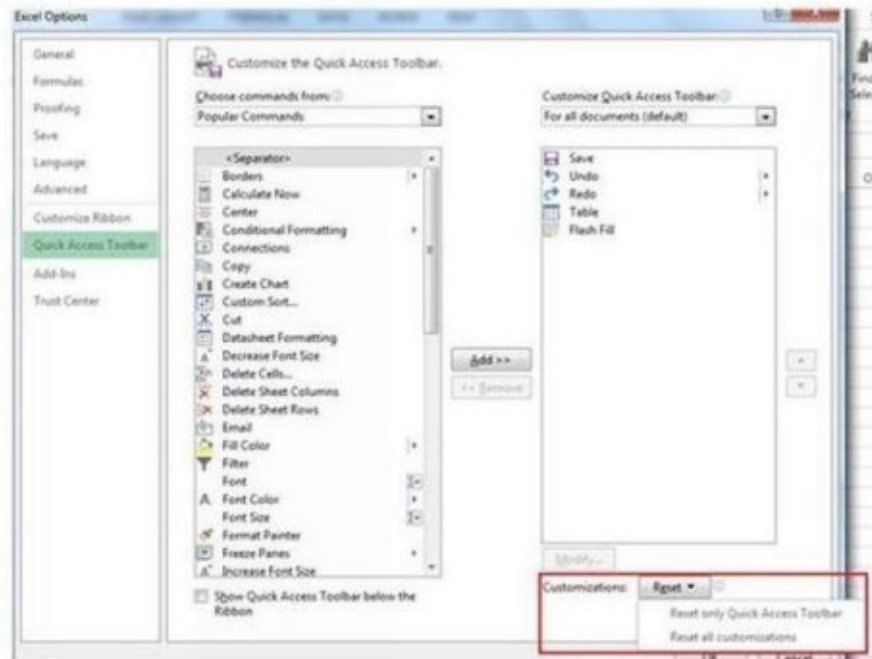 Excel Options
General
Formulas
Proofing
Save
Language
Advanced
Customize Ribbon
Quick Access Toolbar
Add-Ins
Trust Center
Customize the Quick Access Toolbar.
Choose commands from:
Popular Commands
<Separator>
Borders
Calculate Now
Center
Conditional Formatting
Connections
Copy
Create Chart
Custom Sort...
Cut
Datasheet Formatting
Decrease Font Size
Delete Cells...
Delete Sheet Columns
Delete Sheet Rows
Email
Fill Color
Filter
Font
Font Color
Font Size
Format Painter
Freeze Panes
Increase Font Size
Show Quick Access Toolbar below the
Ribbon
Add >>
<< Remove
Customize Quick Access Toolbar:
For all documents (default)
Save
Undo
Redo
Table
Flash Fill
Modify...
Customizations:
Reset
Reset only Quick Access Toolbar
Reset all customizations